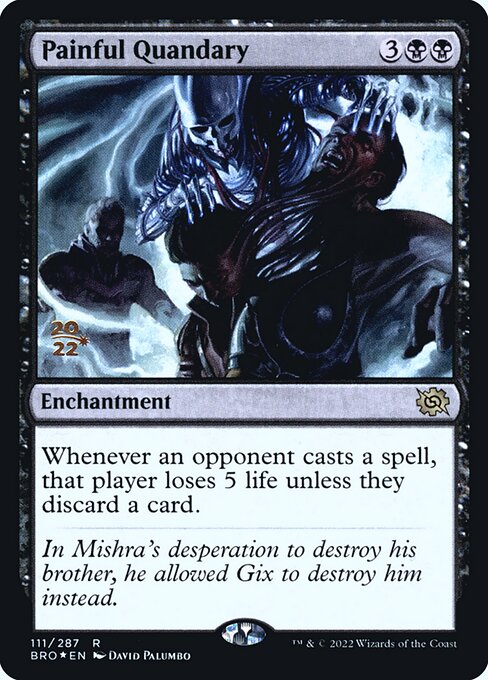 Painful Quandary 3
20
22
Enchantment
Whenever an opponent casts a spell,
that player loses 5 life unless they
discard a card.
In Mishra's desperation to destroy his
brother, he allowed Gix to destroy him
instead.
111/287 R
BRO★EN DAVID PALUMBO
™ & © 2022 Wizards of the Coast